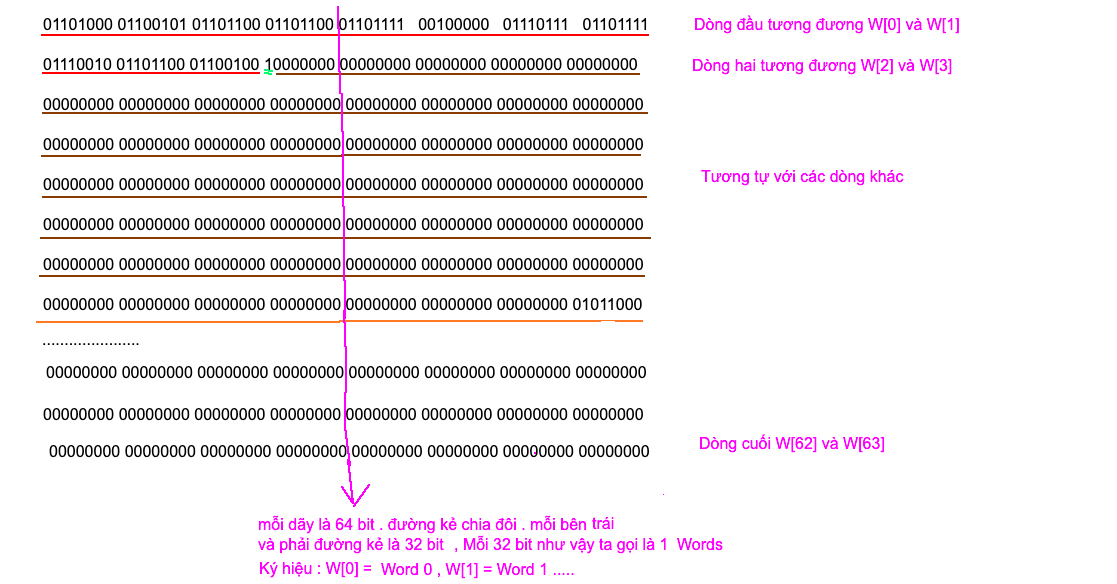 01101000 01100101 01101100 01101100 01101111 00100000 01110111 01101111 Dòng đầu tương đương W[0] và W[1]
01110010 01101100 01100100 10000000 00000000 00000000 00000000 00000000 Dòng hai tương đương W[2] và W[3]
00000000 00000000 00000000 00000000 00000000 00000000 00000000 00000000
00000000 00000000 00000000 00000000 00000000 00000000 00000000 00000000
00000000 00000000 00000000 00000000 00000000 00000000 00000000 00000000 Tương tự với các dòng khác
00000000 00000000 00000000 00000000 00000000 00000000 00000000 00000000
00000000 00000000 00000000 00000000 00000000 00000000 00000000 00000000
00000000 00000000 00000000 00000000 00000000 00000000 00000000 01011000
......................
00000000 00000000 00000000 00000000 00000000 00000000 00000000 00000000
00000000 00000000 00000000 00000000 00000000 00000000 00000000 00000000
00000000 00000000 00000000 00000000 00000000 00000000 00000000 00000000 Dòng cuối W[62] và W[63]
mỗi dãy là 64 bit . đường kẻ chia đôi . mỗi bên trái
và phải đường kẻ là 32 bit , Mỗi 32 bit như vậy ta gọi là 1 Words
Ký hiệu : W[0] = Word 0 , W[1] = Word 1 .....